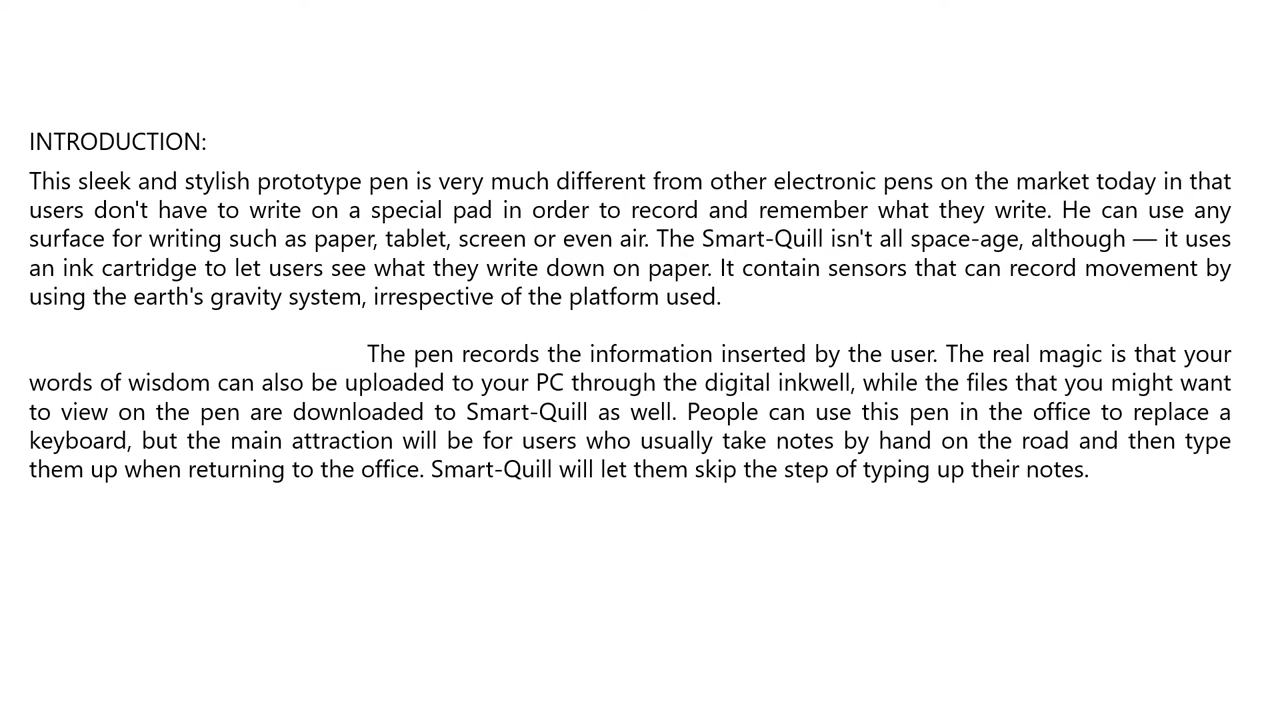 INTRODUCTION:
This sleek and stylish prototype pen is very much different from other electronic pens on the market today in that
users don't have to write on a special pad in order to record and remember what they write. He can use any
surface for writing such as paper, tablet, screen or even air. The Smart-Quill isn't all space-age, although — it uses
an ink cartridge to let users see what they write down on paper. It contain sensors that can record movement by
using the earth's gravity system, irrespective of the platform used.
The pen records the information inserted by the user. The real magic is that your
words of wisdom can also be uploaded to your PC through the digital inkwell, while the files that you might want
to view on the pen are downloaded to Smart-Quill as well. People can use this pen in the office to replace a
keyboard, but the main attraction will be for users who usually take notes by hand on the road and then type
them up when returning to the office. Smart-Quill will let them skip the step of typing up their notes.